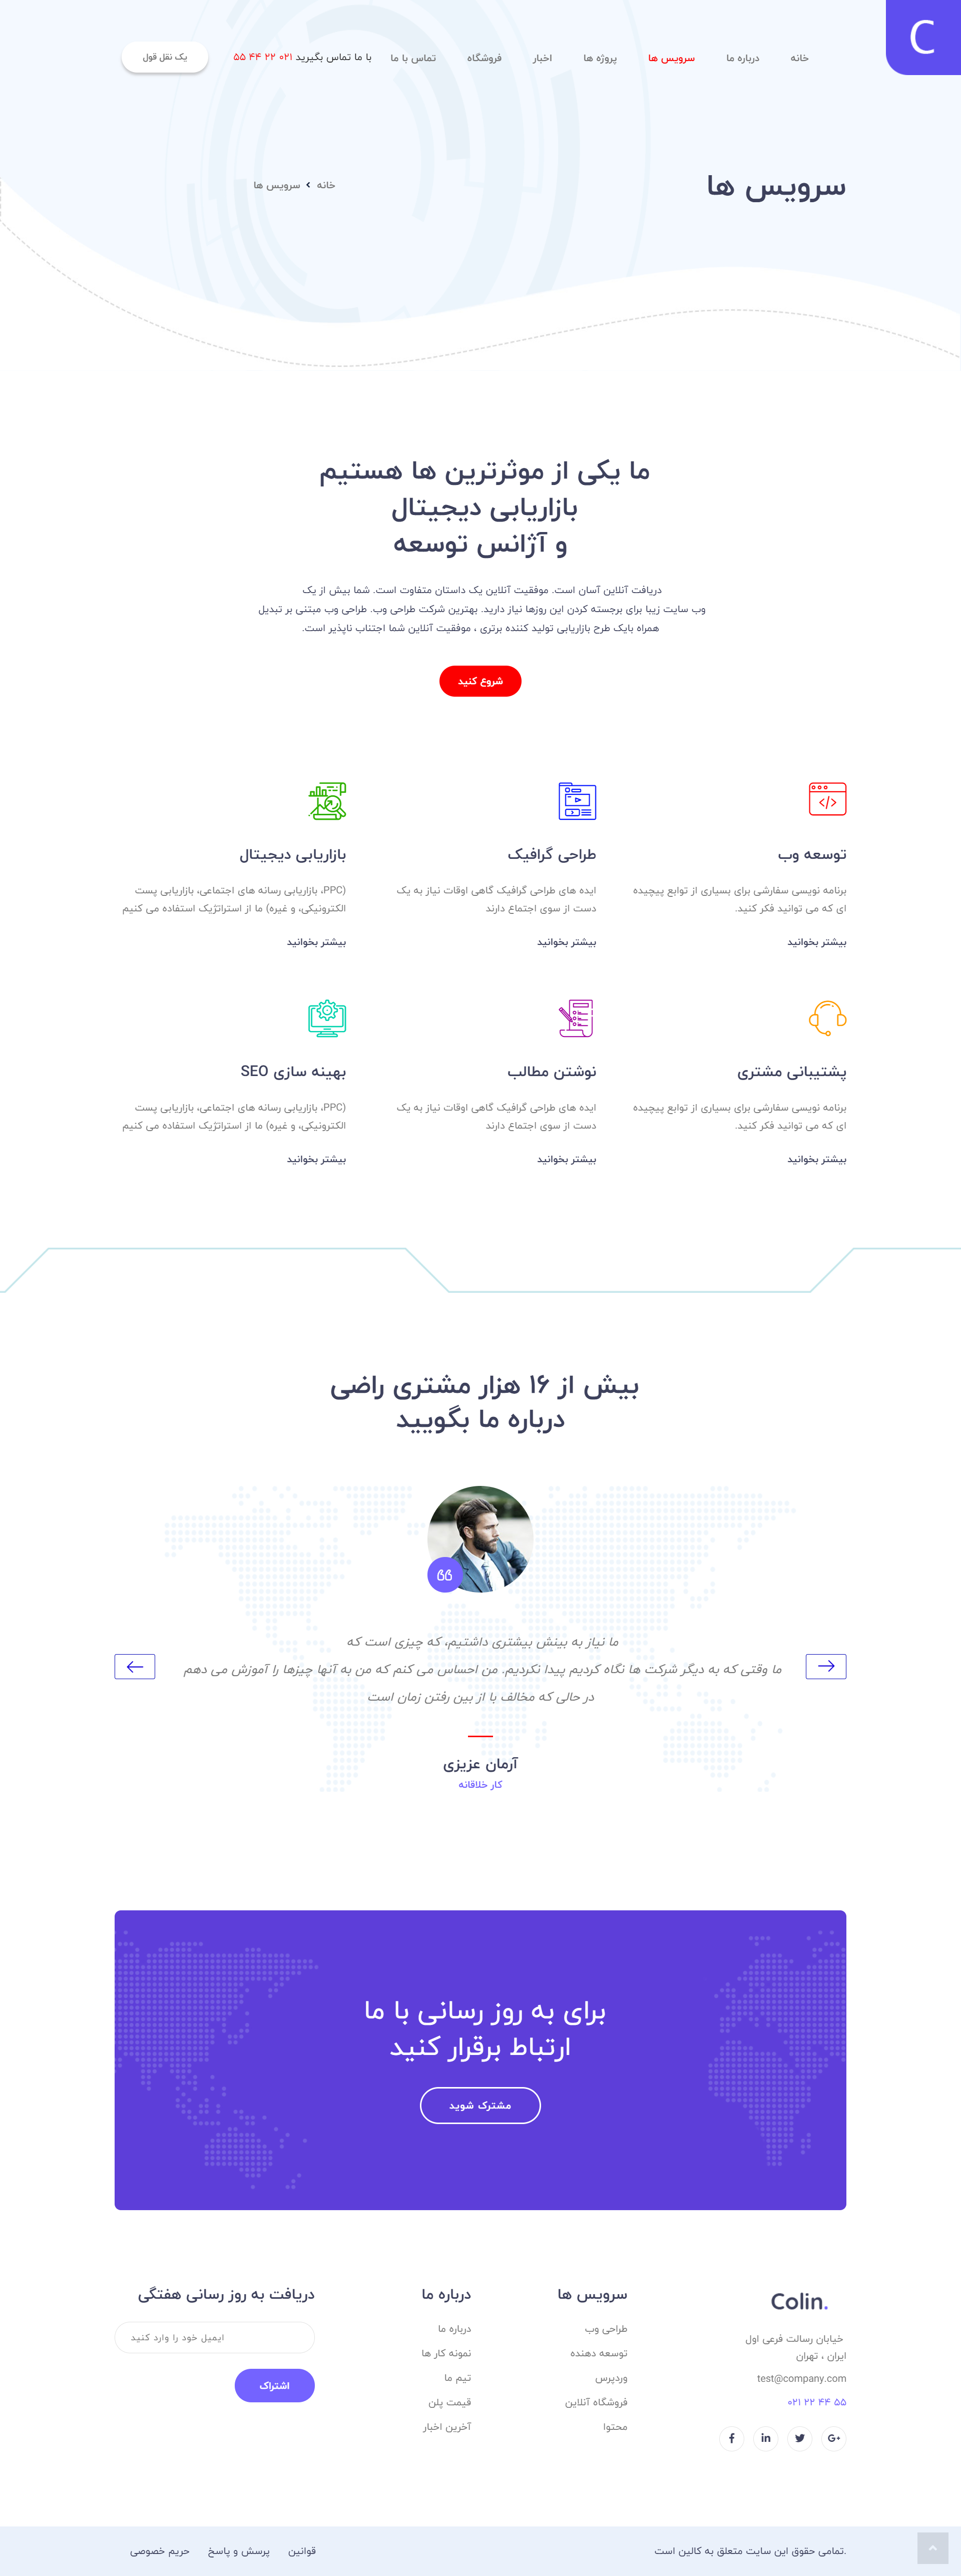 C
خانه
درباره ما
سرویس ها
پروژه ها
اخبار
فروشگاه
تماس با ما
با ما تماس بگیرید ۰۲۱ ۲۲ ۴۴ ۵۵
یک نقل قول
سرویس ها
خانه
سرویس ها
ما یکی از موثرترین ها هستیم
بازاریابی دیجیتال
و آژانس توسعه
دریافت آنلاین آسان است. موفقیت آنلاین یک داستان متفاوت است. شما بیش از یک
وب سایت زیبا برای برجسته کردن این روزها نیاز دارید. بهترین شرکت طراحی وب. طراحی وب مبتنی بر تبدیل
همراه بایک طرح بازاریابی تولید کننده برتری ، موفقیت آنلاین شما اجتناب ناپذیر است.
شروع کنید
توسعه وب
برنامه نویسی سفارشی برای بسیاری از توابع پیچیده
ای که می توانید فکر کنید.
بیشتر بخوانید
طراحی گرافیک
ایده های طراحی گرافیک گاهی اوقات نیاز به یک
دست از سوی اجتماع دارند
بیشتر بخوانید
بازاریابی دیجیتال
(PPC، بازاریابی رسانه های اجتماعی، بازاریابی پست
الکترونیکی، و غیره) ما از استراتژیک استفاده می کنیم
بیشتر بخوانید
پشتیبانی مشتری
برنامه نویسی سفارشی برای بسیاری از توابع پیچیده
ای که می توانید فکر کنید.
بیشتر بخوانید
نوشتن مطالب
ایده های طراحی گرافیک گاهی اوقات نیاز به یک
دست از سوی اجتماع دارند
بیشتر بخوانید
بهینه سازی SEO
(PPC، بازاریابی رسانه های اجتماعی، بازاریابی پست
الکترونیکی، و غیره) ما از استراتژیک استفاده می کنیم
بیشتر بخوانید
بیش از ۱۶ هزار مشتری راضی
درباره ما بگویید
ما نیاز به بینش بیشتری داشتیم، که چیزی است که
ما وقتی که به دیگر شرکت ها نگاه کردیم پیدا نکردیم. من احساس می کنم که من به آنها چیزها را آموزش می دهم
در حالی که مخالف با از بین رفتن زمان است
آرمان عزیزی
کار خلاقانه
برای به روز رسانی با ما
ارتباط برقرار کنید
مشترک شوید
Colin.
خیابان رسالت فرعی اول
ایران ، تهران
test@company.com
۰۲۱ ۲۲ ۴۴ ۵۵
سرویس ها
طراحی وب
توسعه دهنده
وردپرس
فروشگاه آنلاین
محتوا
درباره ما
درباره ما
نمونه کار ها
تیم ما
قیمت پلن
آخرین اخبار
دریافت به روز رسانی هفتگی
ایمیل خود را وارد کنید
اشتراک
.تمامی حقوق این سایت متعلق به کالین است
قوانین
پرسش و پاسخ
حریم خصوصی